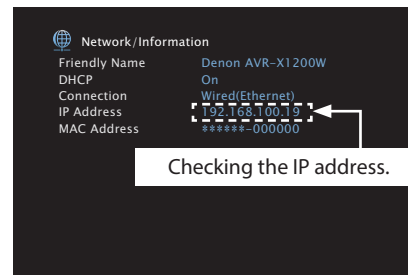 Network/Information
Friendly Name Denon AVR-X1200W
DHCP On
Connection Wired(Ethernet)
IP Address 192.168.100.19
MAC Address ******-000000
Checking the IP address.